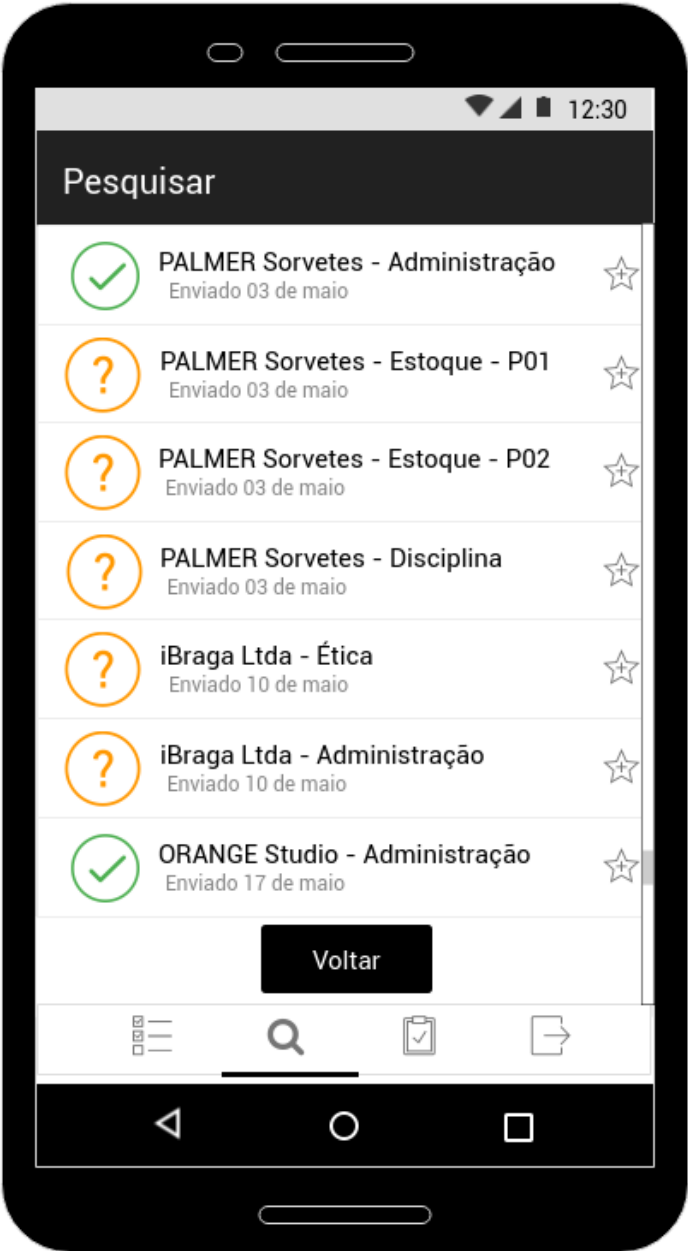 12:30
Pesquisar
PALMER Sorvetes - Administração
Enviado 03 de maio
PALMER Sorvetes - Estoque - P01
Enviado 03 de maio
PALMER Sorvetes - Estoque - P02
Enviado 03 de maio
PALMER Sorvetes - Disciplina
Enviado 03 de maio
iBraga Ltda - Ética
Enviado 10 de maio
iBraga Ltda - Administração
Enviado 10 de maio
ORANGE Studio - Administração
Enviado 17 de maio
Voltar